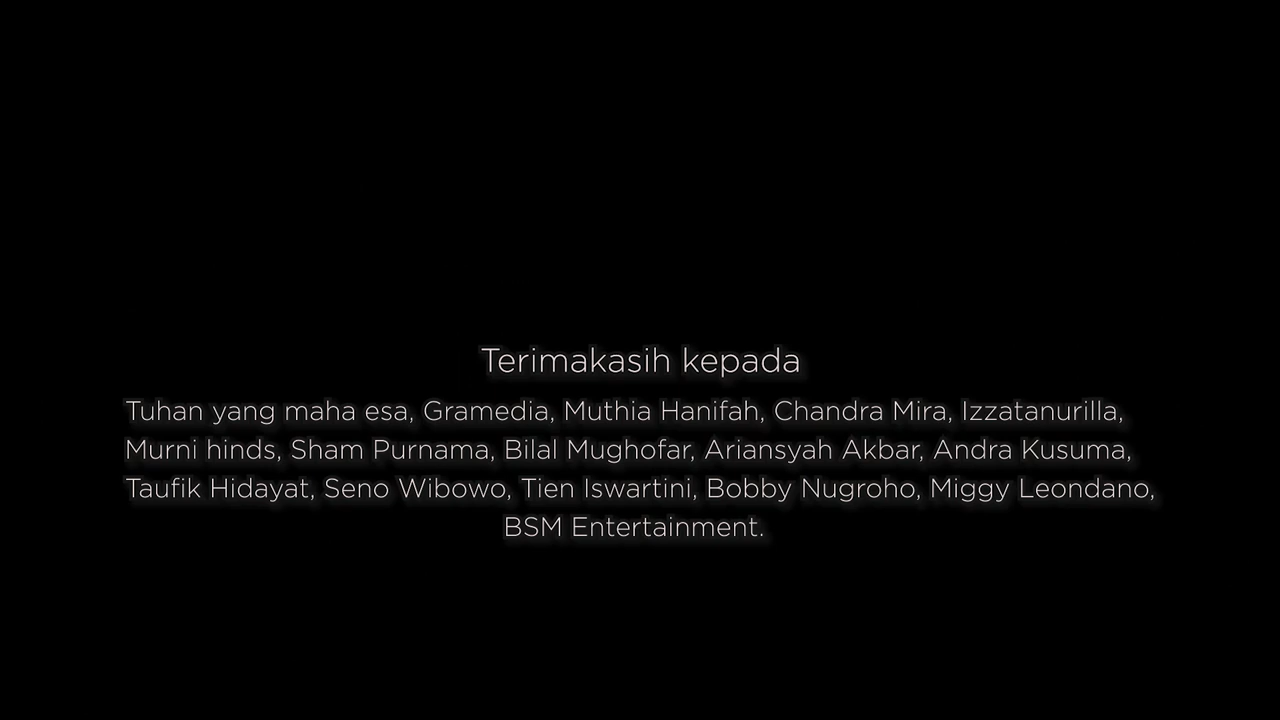 Terimakasih kepada
Tuhan yang maha esa, Gramedia, Muthia Hanifah, Chandra Mira, Izzatanurilla,
Murni hinds, Sham Purnama, Bilal Mughofar, Ariansyah Akbar, Andra Kusuma,
Taufik Hidayat, Seno Wibowo, Tien Iswartini, Bobby Nugroho, Miggy Leondano,
BSM Entertainment.